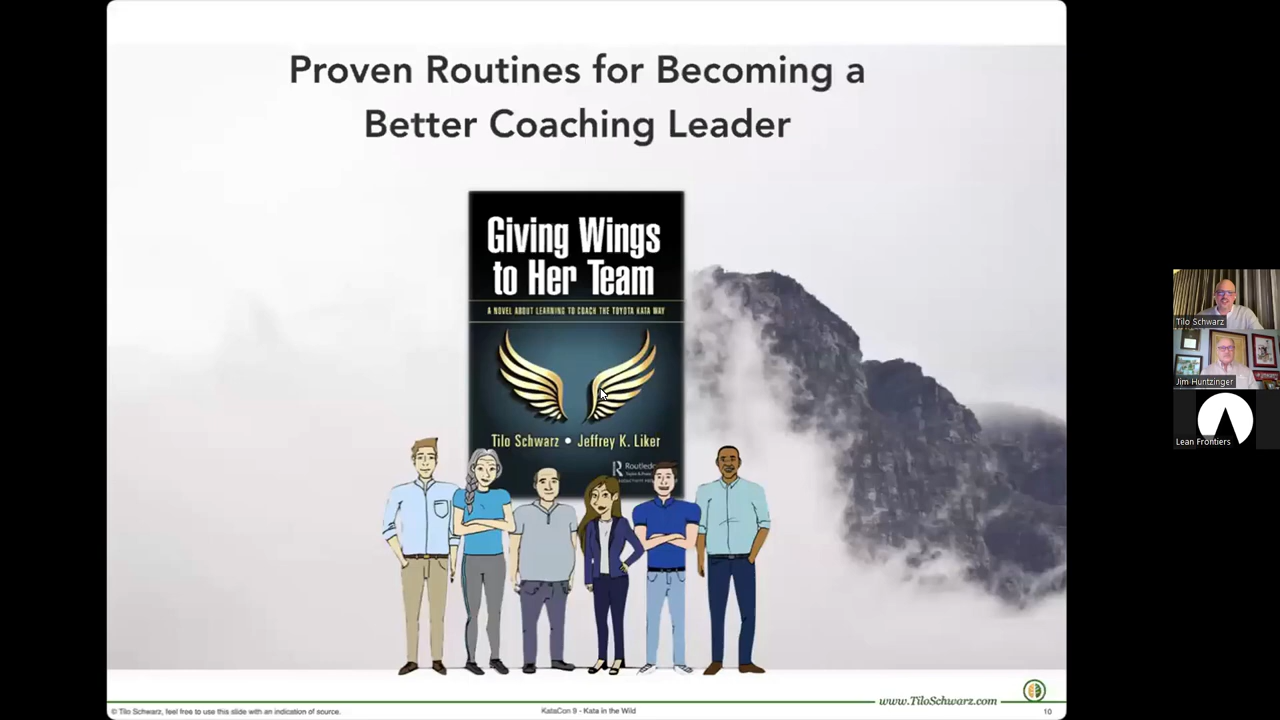 Proven Routines for Becoming a
Better Coaching Leader
Giving Wings
to Her Team
A NOVEL ABOUT LEARNING TO COACH THE TOYOTA KATA WAY
Tilo Schwarz • Jeffrey K. Liker
© Tilo Schwarz, feel free to use this slide with an indication of source.
KataCon 9 - Kata in the Wild
www.TiloSchwarz.com
10
Tilo Schwarz
Jim Huntzinger
Lean Frontiers